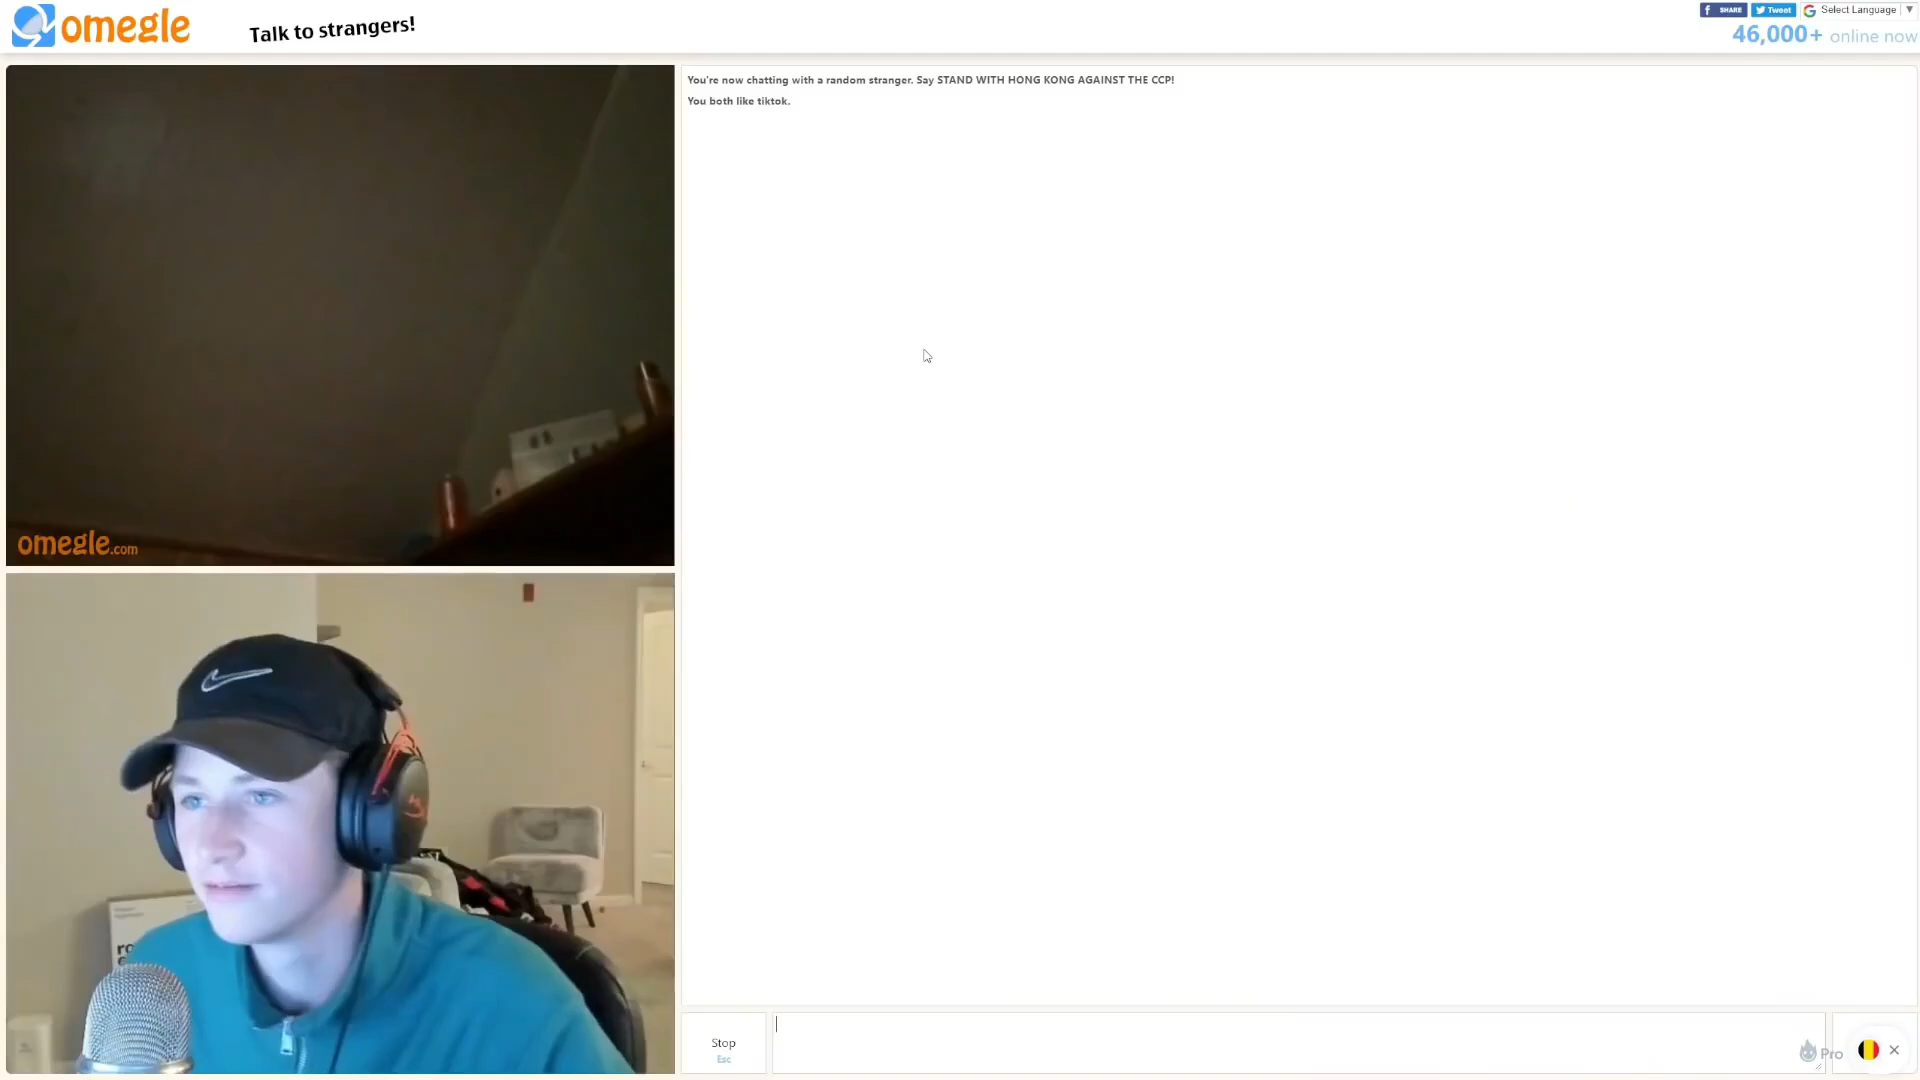 omegle
Talk to strangers!
SHARE
Tweet
Select Language
46,000+ online now
You're now chatting with a random stranger. Say STAND WITH HONG KONG AGAINST THE CCP!
You both like tiktok.
omegle.com
Stop
Esc
Pro